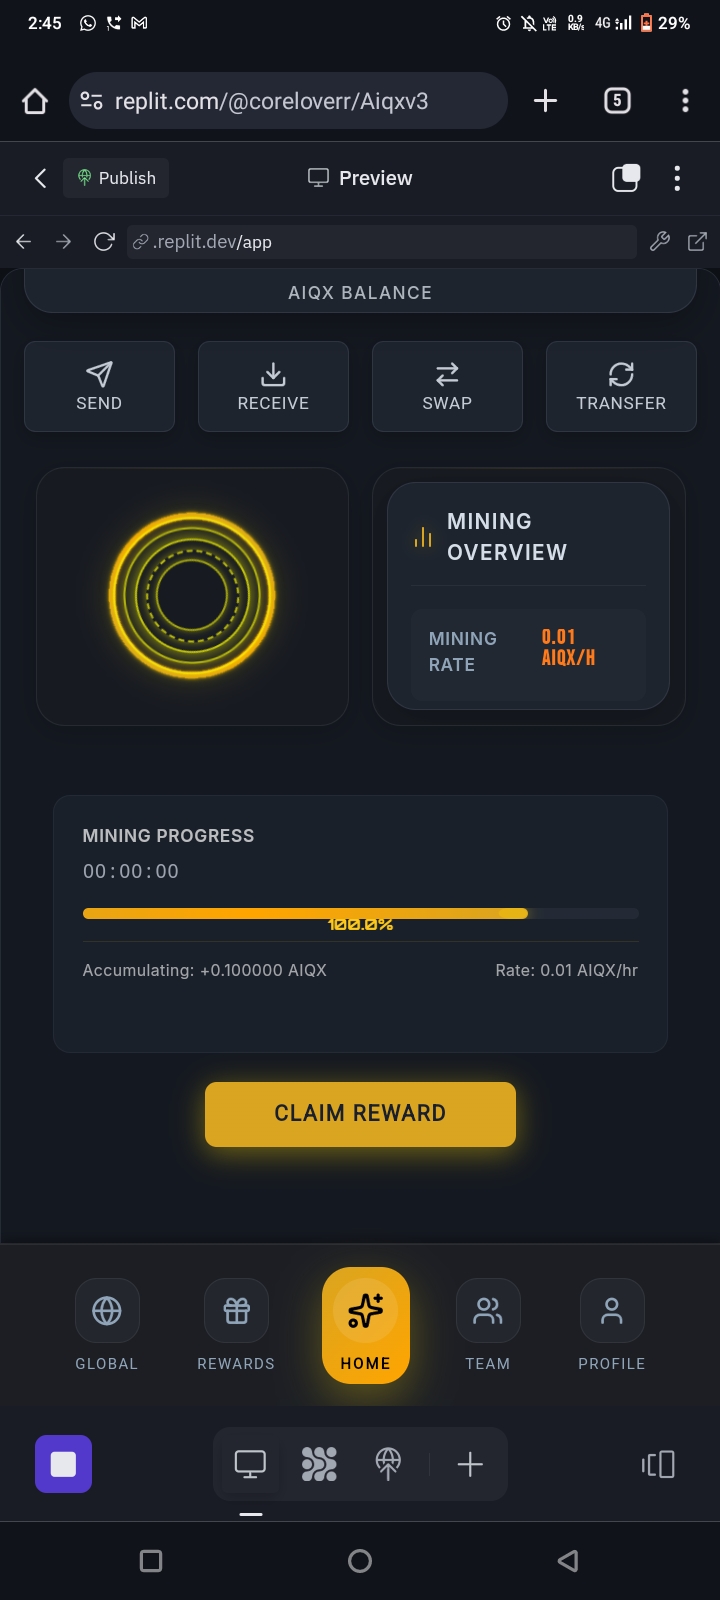 2:45
Vo) LTE
0.9 KB/s
4G
29%
replit.com/@coreloverr/Aiqxv3
5
Publish
Preview
.replit.dev/app
AIQX BALANCE
SEND
RECEIVE
SWAP
TRANSFER
MINING
OVERVIEW
MINING
RATE
0.01
AIQX/H
MINING PROGRESS
00:00:00
100.0%
Accumulating: +0.100000 AIQX
Rate: 0.01 AIQX/hr
CLAIM REWARD
GLOBAL
REWARDS
HOME
TEAM
PROFILE